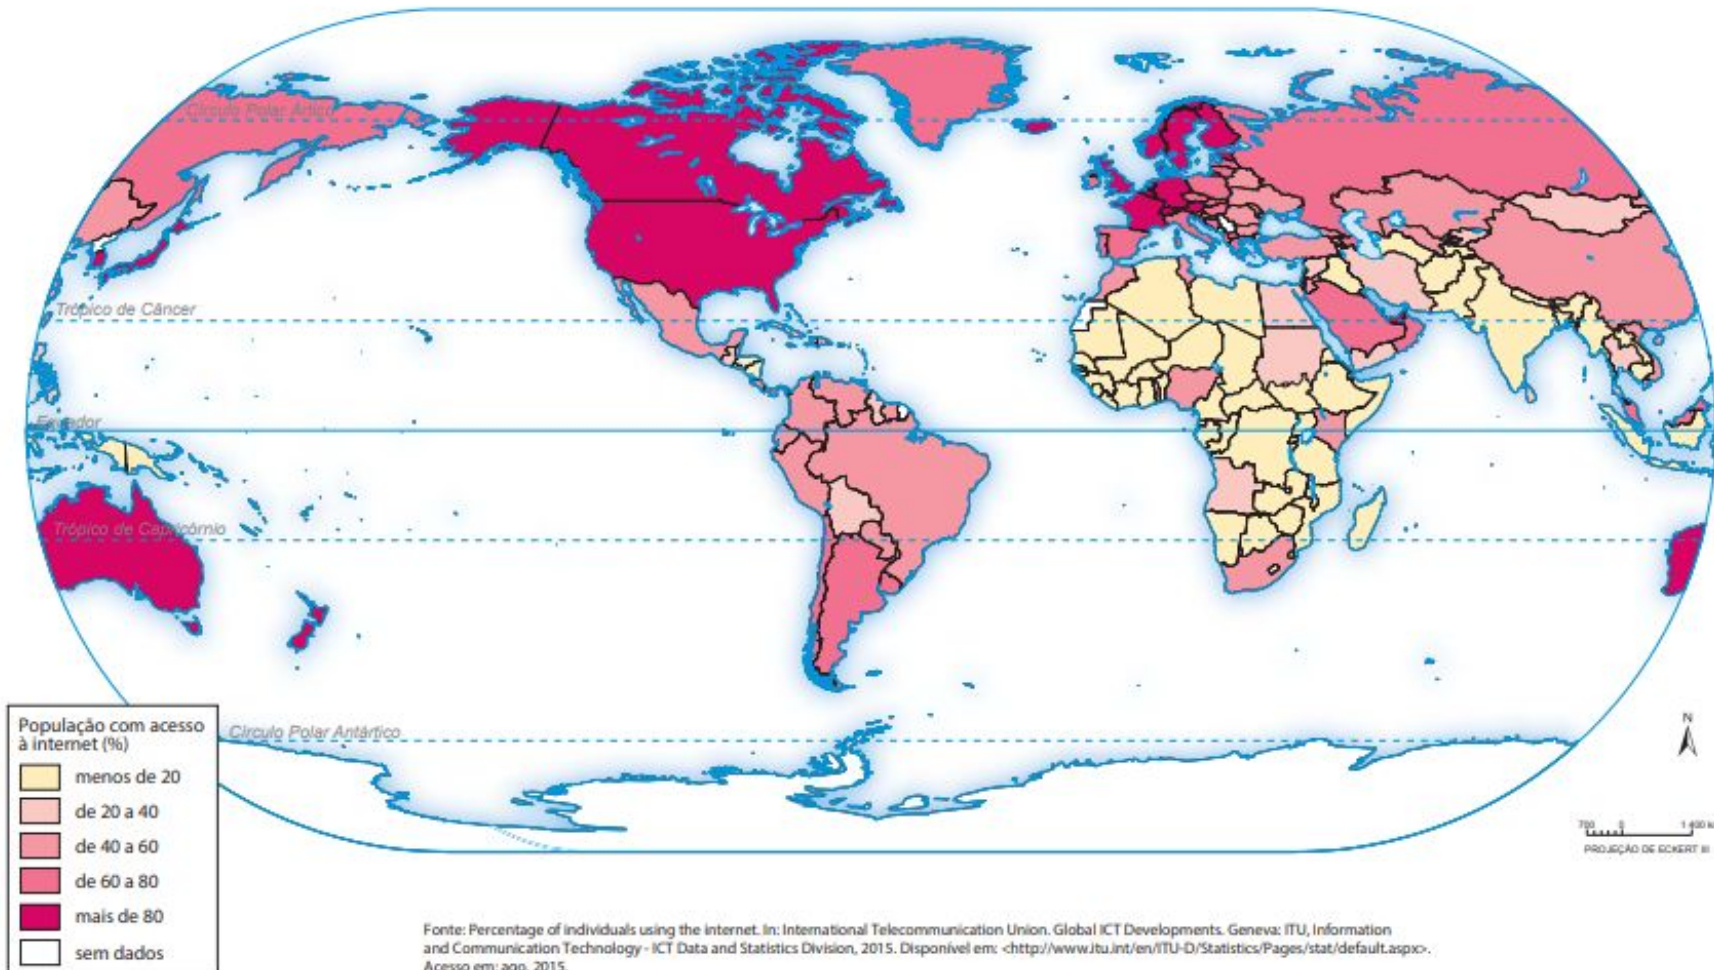 Círculo Polar Ártico
Trópico de Câncer
Equador
Trópico de Capricórnio
Círculo Polar Antártico
População com acesso
à internet (%)
menos de 20
de 20 a 40
de 40 a 60
de 60 a 80
mais de 80
sem dados
N
700 0 1 400 k
PROJEÇÃO DE ECKERT III
Fonte: Percentage of individuals using the internet. In: International Telecommunication Union. Global ICT Developments. Geneva: ITU, Information
and Communication Technology - ICT Data and Statistics Division, 2015. Disponível em: <http://www.itu.int/en/ITU-D/Statistics/Pages/stat/default.aspx>.
Acesso em: ago. 2015.